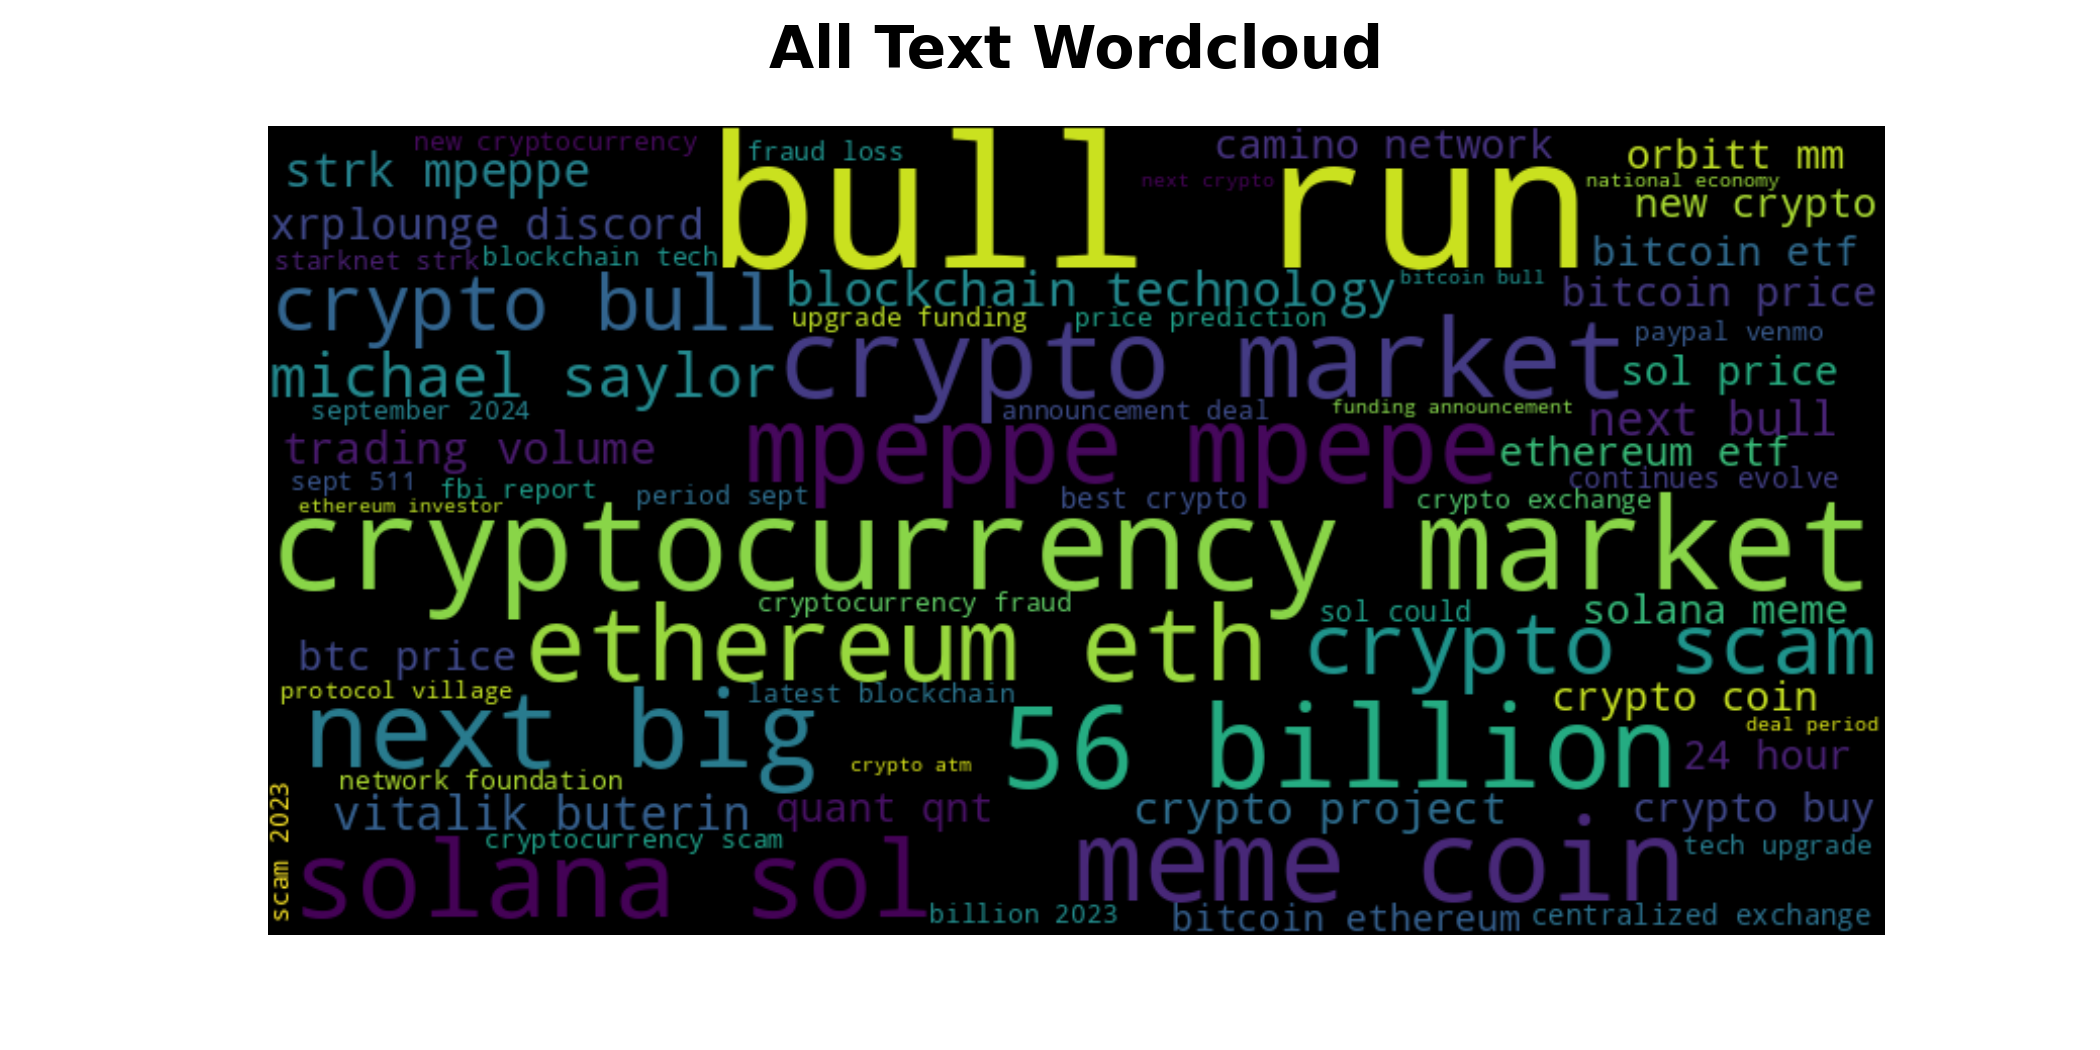 All Text Wordcloud
new cryptocurrency
fraud loss
camino network
orbitt mm
strk mpeppe
bull run
next crypto
national economy
new crypto
xrplounge discord
starknet strk
blockchain tech
bitcoin etf
crypto bull
blockchain technology
bitcoin bull
bitcoin price
upgrade funding
price prediction
crypto market
paypal venmo
michael saylor
sol price
september 2024
announcement deal
funding announcement
next bull
trading volume
mpeppe mpepe
ethereum etf
continues evolve
sept 511
fbi report
period sept
best crypto
crypto exchange
ethereum investor
cryptocurrency market
cryptocurrency fraud
sol could
solana meme
btc price
ethereum eth
crypto scam
protocol village
latest blockchain
crypto coin
next big
56 billion
deal period
24 hour
crypto atm
network foundation
scam 2023
vitalik buterin
quant qnt
crypto project
crypto buy
cryptocurrency scam
tech upgrade
solana sol
meme coin
billion 2023
bitcoin ethereum
centralized exchange